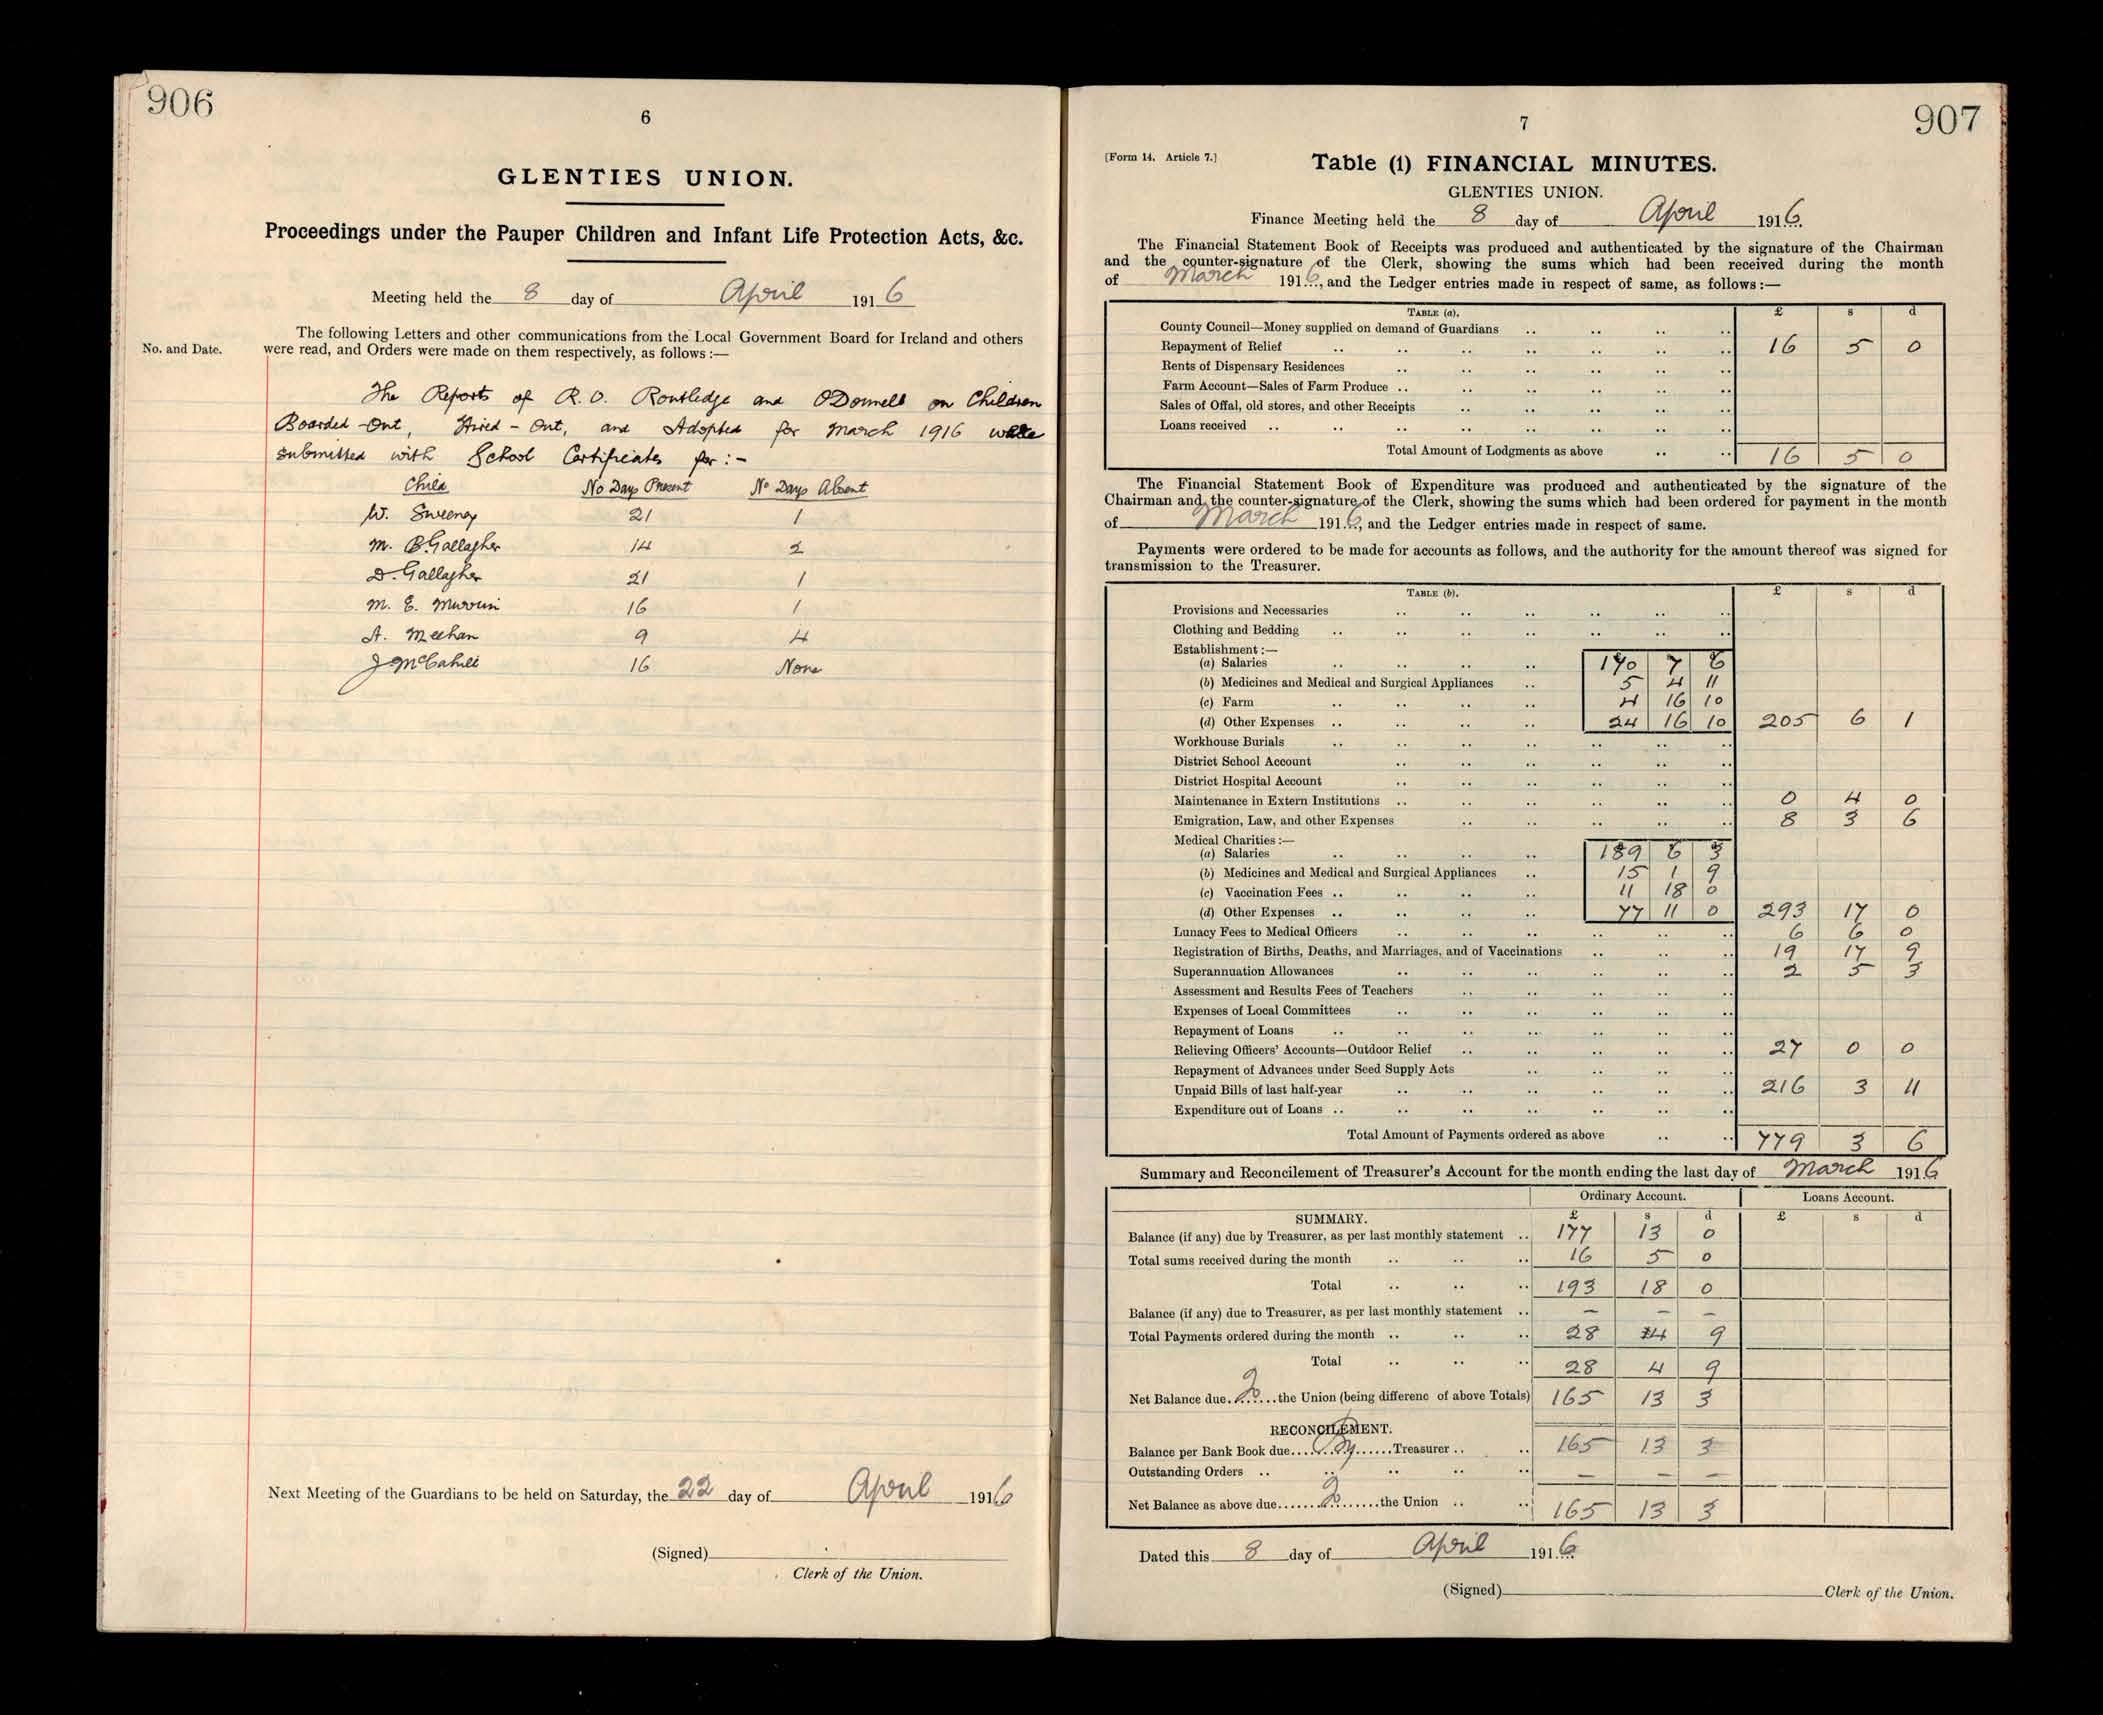 906
6
GLENTIES UNION.
Proceedings under the Pauper Children and Infant Life Protection Acts, &c.
Meeting held the 8 day of April 1916
No. and Date.
The following Letters and other communications from the Local Government Board for Ireland and others
were read, and Orders were made on them respectively, as follows :—
The Reports of R.O. Routledge and O'Donnell on Children
Boarded-Out, Hired-Out, and Adopted for March 1916 were
submitted with School Certificates for :-
Child No Days Present No Days Absent
W. Sweeney 21 1
M. B. Gallagher 14 2
D. Gallagher 21 1
M. E. Murrin 16 1
A. Meehan 9 4
J McCahill 16 None
Next Meeting of the Guardians to be held on Saturday, the 22 day of April 1916
(Signed)
Clerk of the Union.
907
7
[Form 14. Article 7.]
Table (1) FINANCIAL MINUTES.
GLENTIES UNION.
Finance Meeting held the 8 day of April 1916.
The Financial Statement Book of Receipts was produced and authenticated by the signature of the Chairman
and the counter-signature of the Clerk, showing the sums which had been received during the month
of March 1916, and the Ledger entries made in respect of same, as follows :—
TABLE (a). £ s d
County Council—Money supplied on demand of Guardians
Repayment of Relief 16 5 0
Rents of Dispensary Residences
Farm Account—Sales of Farm Produce
Sales of Offal, old stores, and other Receipts
Loans received
Total Amount of Lodgments as above 16 5 0
The Financial Statement Book of Expenditure was produced and authenticated by the signature of the
Chairman and the counter-signature of the Clerk, showing the sums which had been ordered for payment in the month
of March 1916, and the Ledger entries made in respect of same.
Payments were ordered to be made for accounts as follows, and the authority for the amount thereof was signed for
transmission to the Treasurer.
TABLE (b). £ s d
Provisions and Necessaries
Clothing and Bedding
Establishment :—
(a) Salaries 170 7 6
(b) Medicines and Medical and Surgical Appliances 5 4 11
(c) Farm 4 16 10
(d) Other Expenses 24 16 10 205 6 1
Workhouse Burials
District School Account
District Hospital Account
Maintenance in Extern Institutions 0 4 0
Emigration, Law, and other Expenses 8 3 6
Medical Charities :—
(a) Salaries 189 6 3
(b) Medicines and Medical and Surgical Appliances 15 1 9
(c) Vaccination Fees 11 18 0
(d) Other Expenses 77 11 0 293 17 0
Lunacy Fees to Medical Officers 6 6 0
Registration of Births, Deaths, and Marriages, and of Vaccinations 19 17 9
Superannuation Allowances 2 5 3
Assessment and Results Fees of Teachers
Expenses of Local Committees
Repayment of Loans
Relieving Officers' Accounts—Outdoor Relief 27 0 0
Repayment of Advances under Seed Supply Acts
Unpaid Bills of last half-year 216 3 11
Expenditure out of Loans
Total Amount of Payments ordered as above 779 3 6
Summary and Reconcilement of Treasurer's Account for the month ending the last day of March 1916
Ordinary Account. Loans Account.
SUMMARY. £ s d £ s d
Balance (if any) due by Treasurer, as per last monthly statement 177 13 0
Total sums received during the month 16 5 0
Total 193 18 0
Balance (if any) due to Treasurer, as per last monthly statement — — —
Total Payments ordered during the month 28 4 9
Total 28 4 9
Net Balance due To the Union (being differenc of above Totals) 165 13 3
RECONCILEMENT.
Balance per Bank Book due By Treasurer 165 13 3
Outstanding Orders — — —
Net Balance as above due To the Union 165 13 3
Dated this 8 day of April 1916
(Signed) Clerk of the Union.